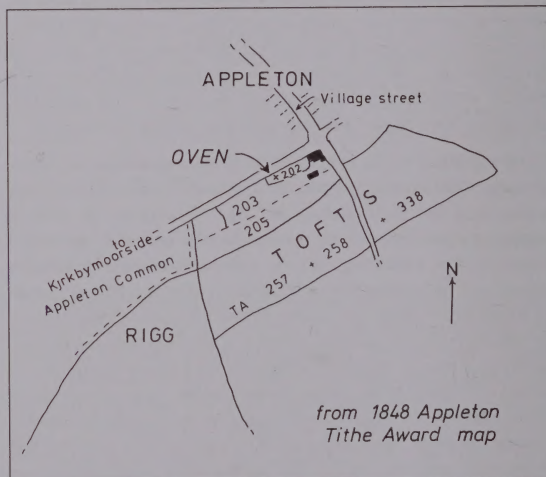 APPLETON
Village street
OVEN
+202
203
205
TOFTS
TA 257 + 258 + 338
to
Kirkbymoorside
Appleton Common
RIGG
N
from 1848 Appleton
Tithe Award map